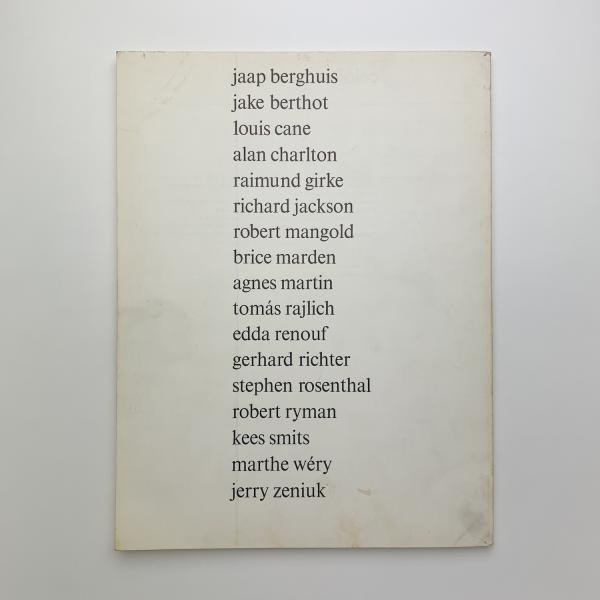 jaap berghuis
jake berthot
louis cane
alan charlton
raimund girke
richard jackson
robert mangold
brice marden
agnes martin
tomás rajlich
edda renouf
gerhard richter
stephen rosenthal
robert ryman
kees smits
marthe wéry
jerry zeniuk